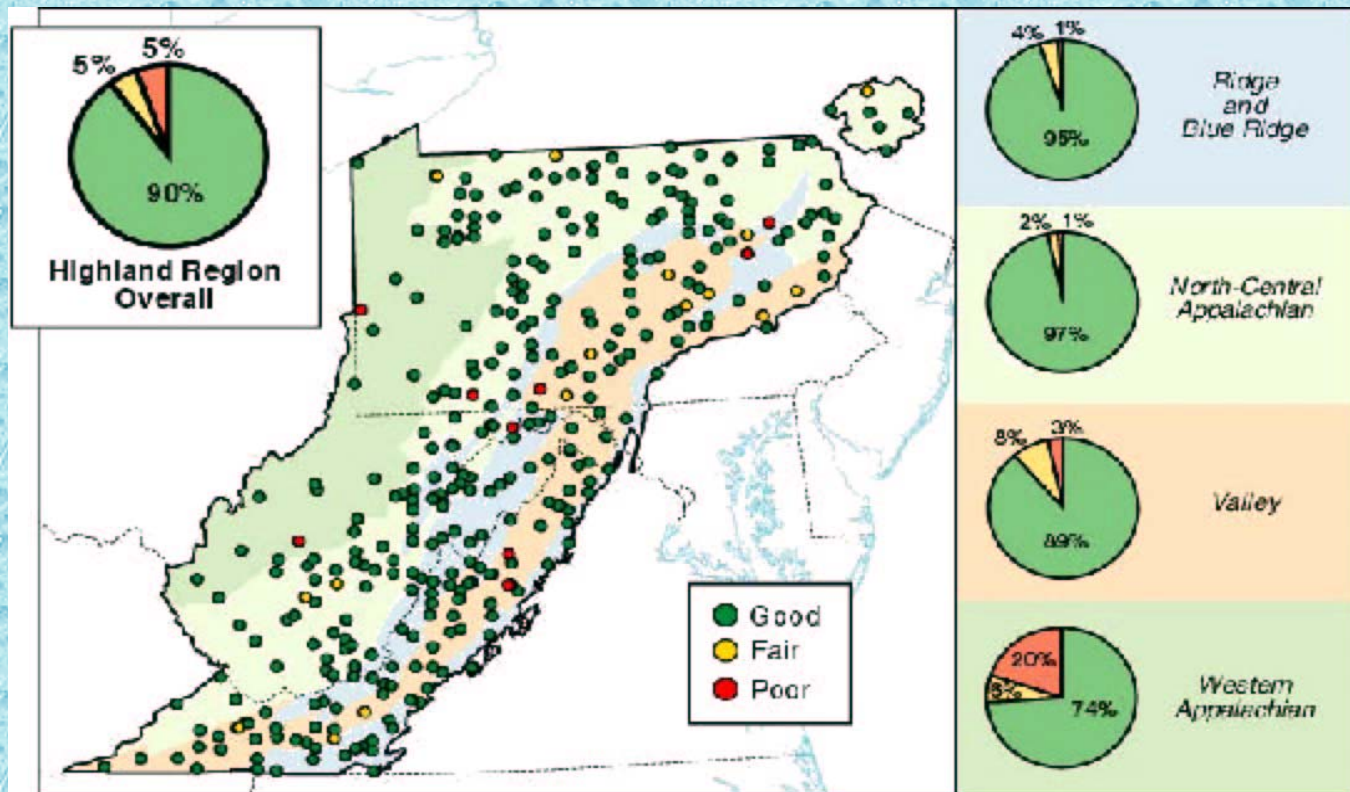 5%
5%
90%
Highland Region
Overall
Good
Fair
Poor
4%
1%
95%
Ridge
and
Blue Ridge
2%
1%
97%
North-Central
Appalachian
8%
3%
89%
Valley
20%
74%
Western
Appalachian